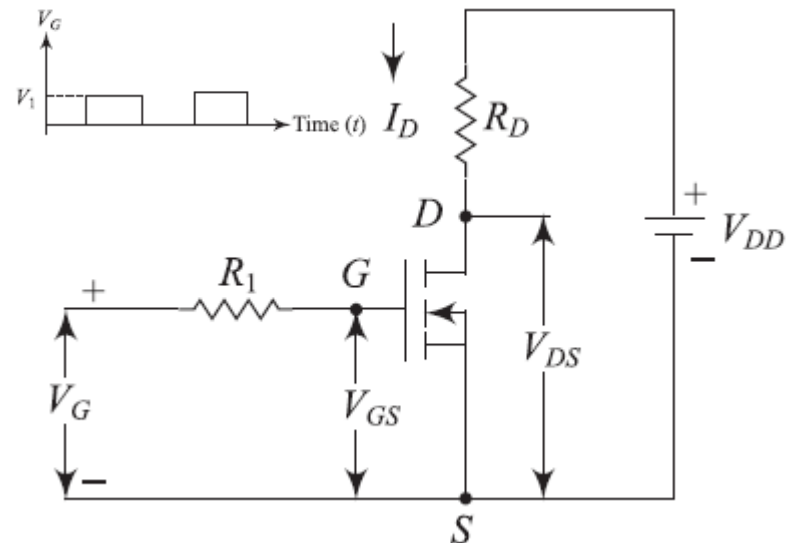 V_G
V_1
Time (t)
I_D
R_D
D
+
V_DD
−
R_1
G
+
V_DS
V_G
V_GS
−
S